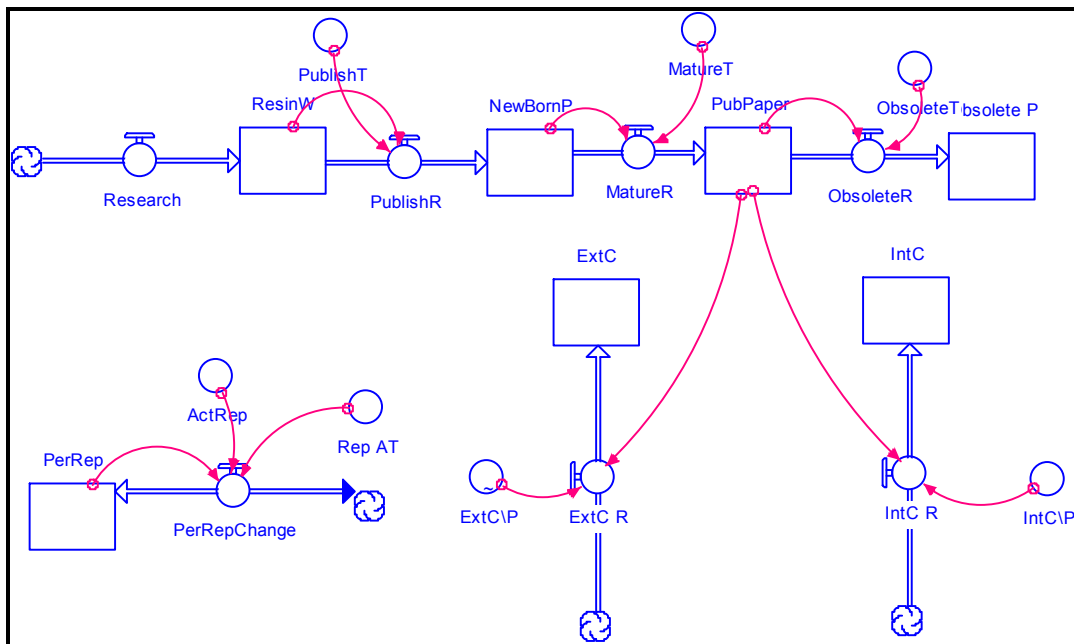 PublishT
MatureT
ResinW
NewBornP
PubPaper
ObsoleteT
bsolete P
Research
PublishR
MatureR
ObsoleteR
ExtC
IntC
ActRep
Rep AT
PerRep
PerRepChange
~
ExtC\P
ExtC R
IntC R
IntC\P